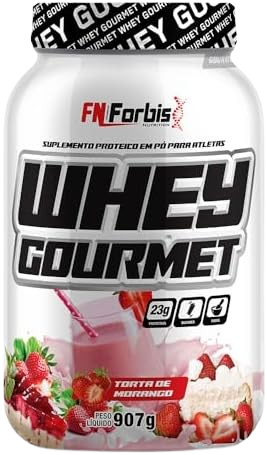 WHEY GOURMET WHEY GOURMET
FN Forbis
NUTRITION
SUPLEMENTO PROTEICO EM PÓ PARA ATLETAS
WHEY
GOURMET
23g
TORTA DE
MORANGO
PESO
LÍQUIDO
907g